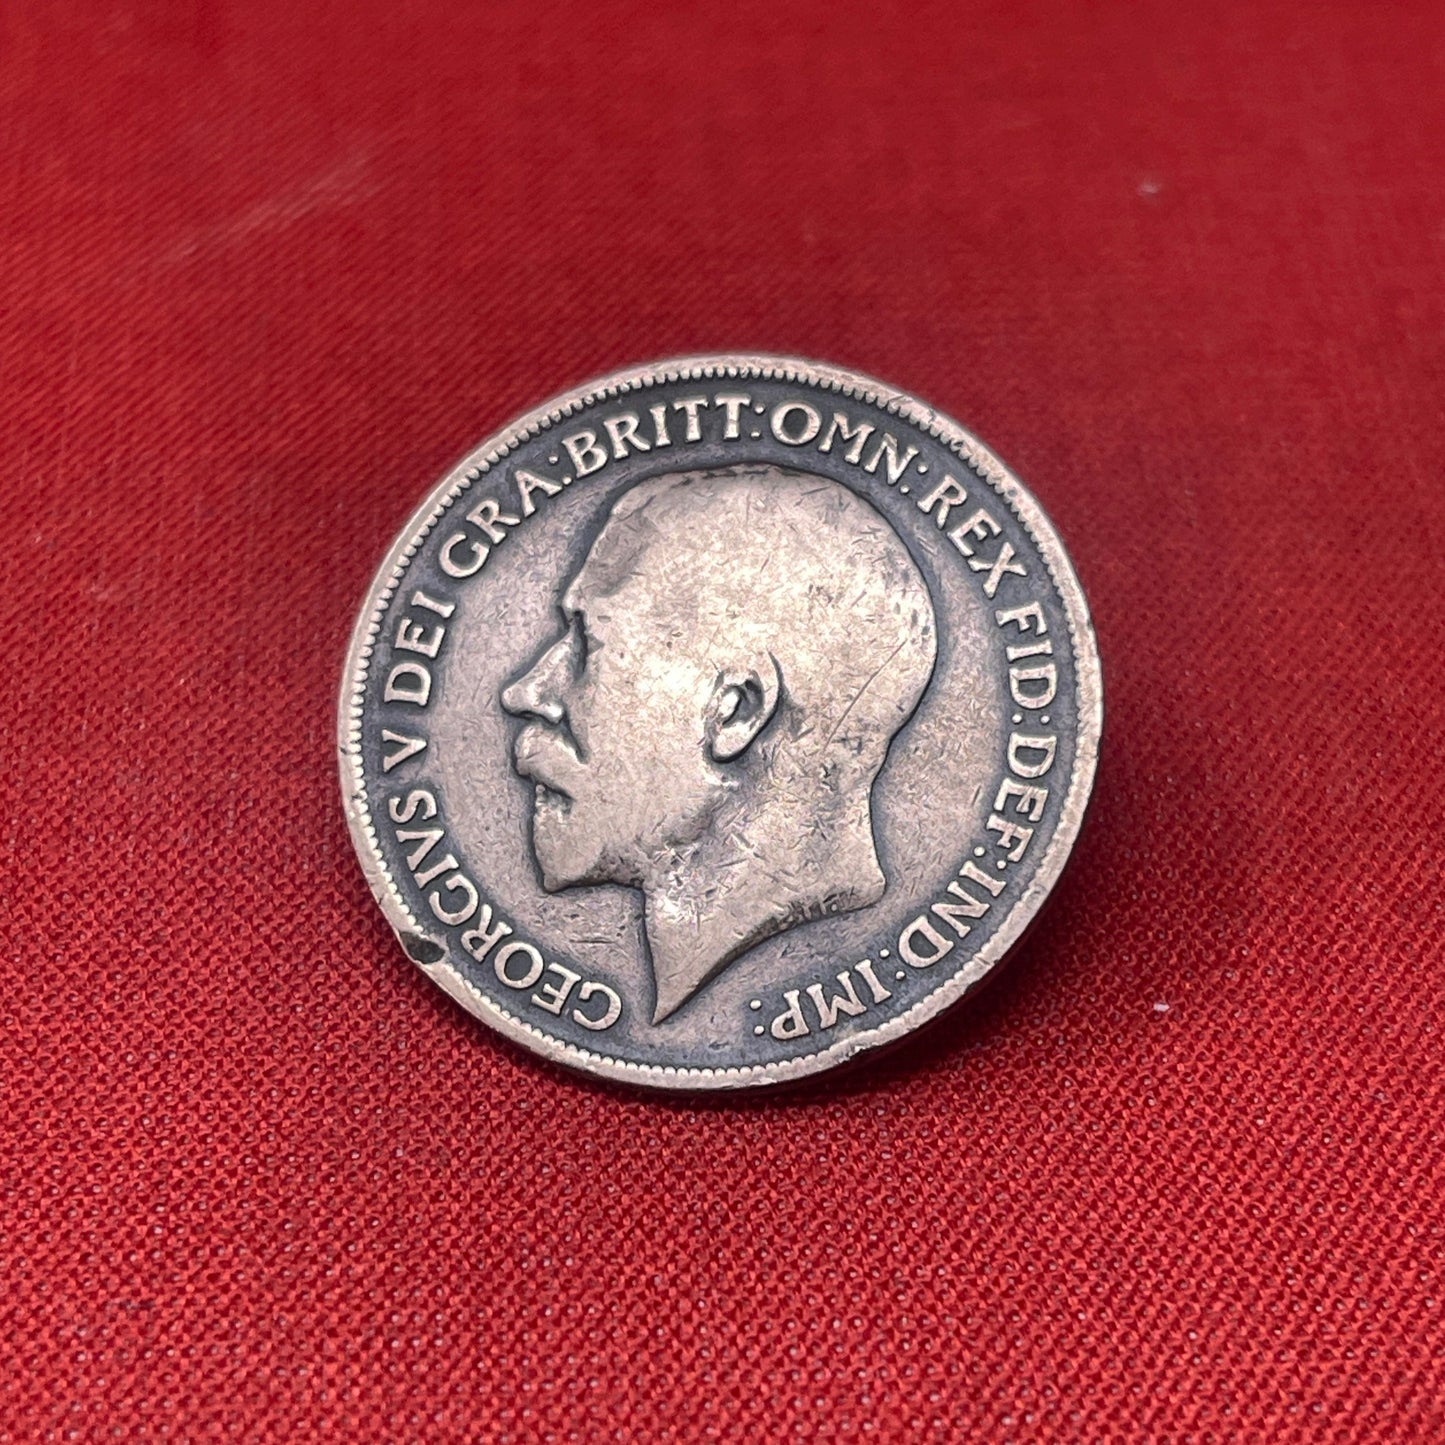 GEORGIVS V DEI GRA: BRITT: OMN: REX FID: DEF: IND: IMP: